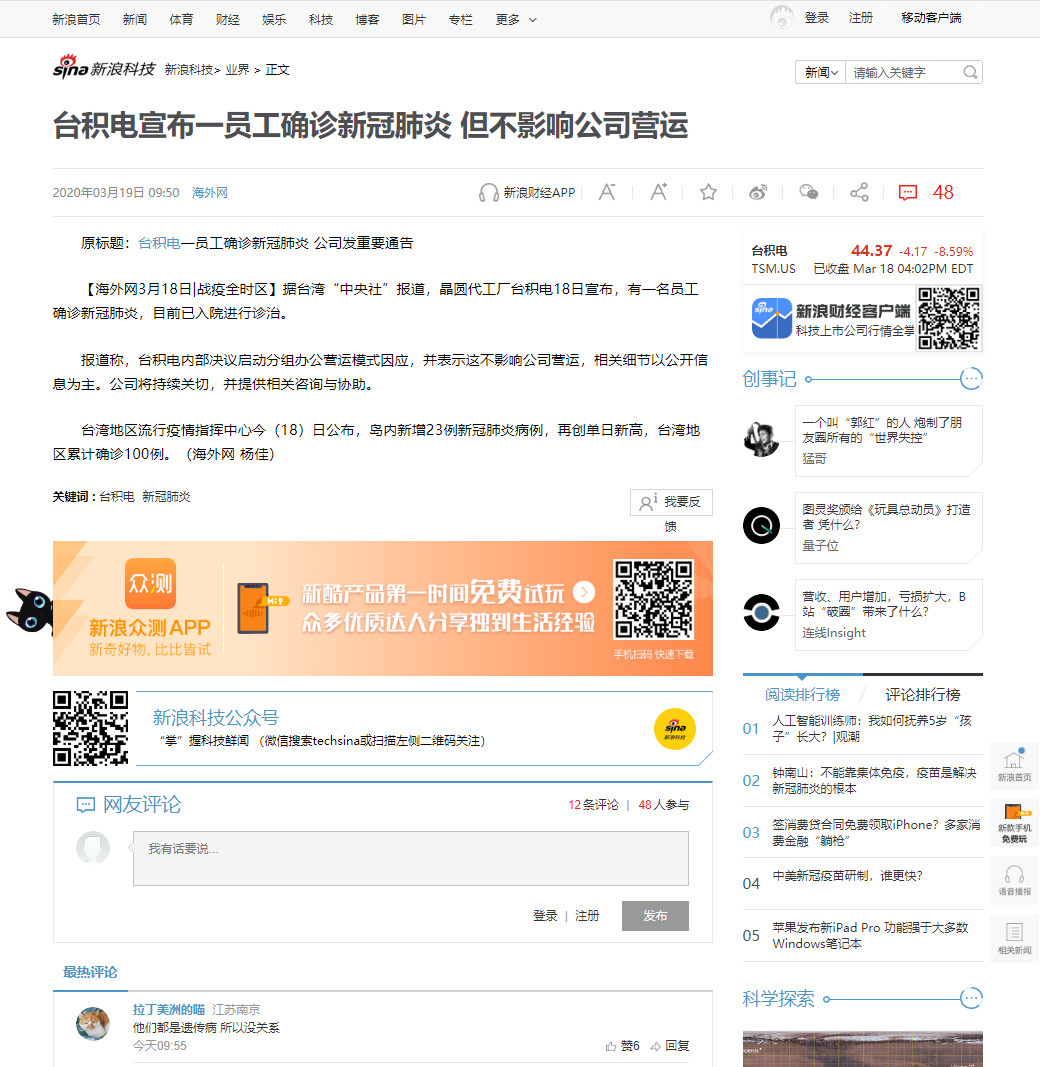 新浪首页 新闻 体育 财经 娱乐 科技 博客 图片 专栏 更多 登录 注册 移动客户端
sina 新浪科技 新浪科技> 业界 > 正文 新闻 请输入关键字
台积电宣布一员工确诊新冠肺炎 但不影响公司营运
2020年03月19日 09:50 海外网 新浪财经APP A- A+ 48
原标题：台积电一员工确诊新冠肺炎 公司发重要通告
【海外网3月18日|战疫全时区】据台湾“中央社”报道，晶圆代工厂台积电18日宣布，有一名员工
确诊新冠肺炎，目前已入院进行诊治。
报道称，台积电内部决议启动分组办公营运模式因应，并表示这不影响公司营运，相关细节以公开信
息为主。公司将持续关切，并提供相关咨询与协助。
台湾地区流行疫情指挥中心今（18）日公布，岛内新增23例新冠肺炎病例，再创单日新高，台湾地
区累计确诊100例。（海外网 杨佳）
关键词 : 台积电 新冠肺炎
我要反
馈
众测
新浪众测APP
新奇好物, 比比皆试
Hi!
新酷产品第一时间免费试玩
众多优质达人分享独到生活经验
手机扫码 快速下载
新浪科技公众号
“掌”握科技鲜闻 （微信搜索techsina或扫描左侧二维码关注）
sina
新浪科技
网友评论 12条评论 | 48人参与
我有话要说...
登录 | 注册 发布
最热评论
拉丁美洲的喵 江苏南京
他们都是遗传病 所以没关系
今天09:55 赞6 回复
台积电 44.37 -4.17 -8.59%
TSM.US 已收盘 Mar 18 04:02PM EDT
sina
新浪财经客户端
科技上市公司行情全掌
创事记
一个叫“郭红”的人 炮制了朋
友圈所有的“世界失控”
猛哥
图灵奖颁给《玩具总动员》打造
者 凭什么？
量子位
营收、用户增加，亏损扩大，B
站“破圈”带来了什么？
连线Insight
阅读排行榜 评论排行榜
01 人工智能训练师：我如何抚养5岁“孩
子”长大？|观潮
02 钟南山：不能靠集体免疫，疫苗是解决
新冠肺炎的根本
03 签消费贷合同免费领取iPhone？多家消
费金融“躺枪”
04 中美新冠疫苗研制，谁更快？
05 苹果发布新iPad Pro 功能强于大多数
Windows笔记本
科学探索
新浪首页
新款手机
免费玩
语音播报
相关新闻